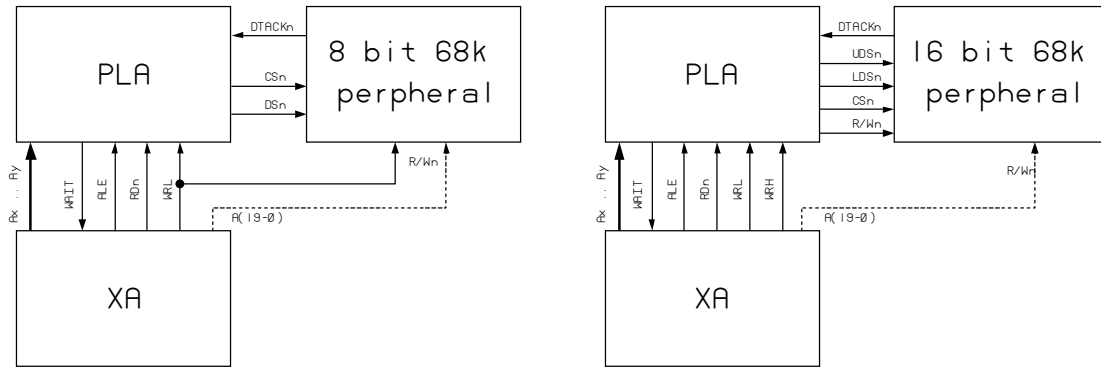 DTACKn
8 bit 68k
perpheral
PLA
CSn
DSn
R/Wn
Ax .. Ay
WAIT
ALE
RDn
WRL
A(19-0)
XA
DTACKn
16 bit 68k
perpheral
PLA
UDSn
LDSn
CSn
R/Wn
R/Wn
Ax .. Ay
WAIT
ALE
RDn
WRL
WRH
A(19-0)
XA